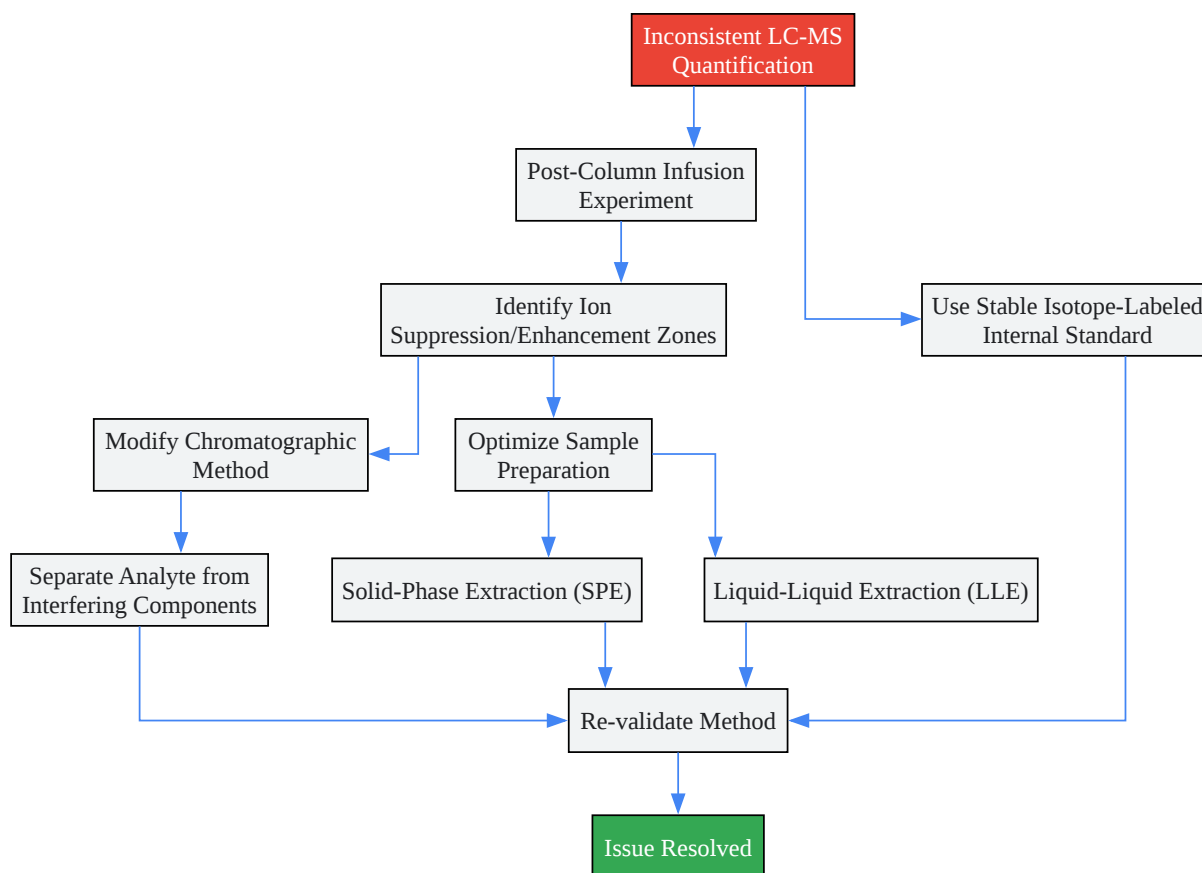 Inconsistent LC-MS
Quantification
Post-Column Infusion
Experiment
Identify Ion
Suppression/Enhancement Zones
Use Stable Isotope-Labeled
Internal Standard
Modify Chromatographic
Method
Optimize Sample
Preparation
Separate Analyte from
Interfering Components
Solid-Phase Extraction (SPE)
Liquid-Liquid Extraction (LLE)
Re-validate Method
Issue Resolved